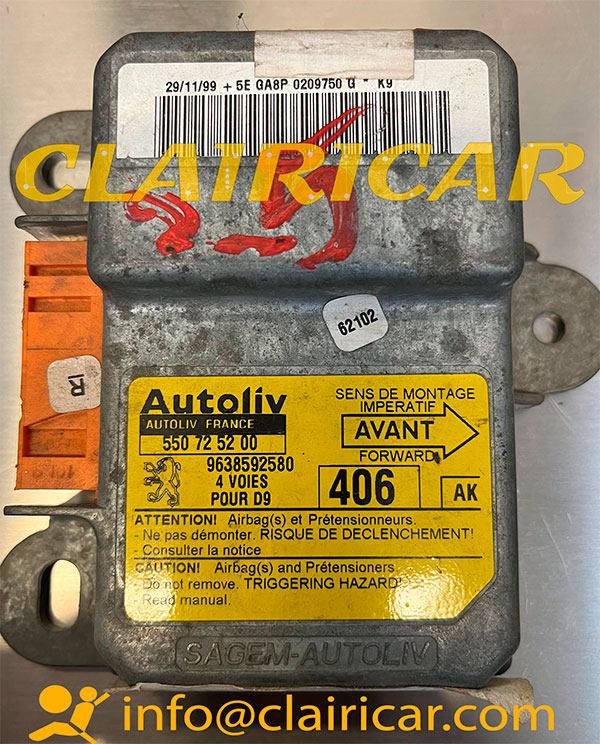 29/11/99 + 5E GA8P 0209750 G * K9
CLAIRICAR
62102
Autoliv
AUTOLIV FRANCE
550 72 52 00
9638592580
4 VOIES
POUR D9
SENS DE MONTAGE
IMPERATIF
AVANT
FORWARD
406
AK
ATTENTION! Airbag(s) et Prétensionneurs.
- Ne pas démonter. RISQUE DE DECLENCHEMENT!
- Consulter la notice
CAUTION! Airbag(s) and Pretensioners
- Do not remove. TRIGGERING HAZARD!
- Read manual.
SAGEM-AUTOLIV
info@clairicar.com